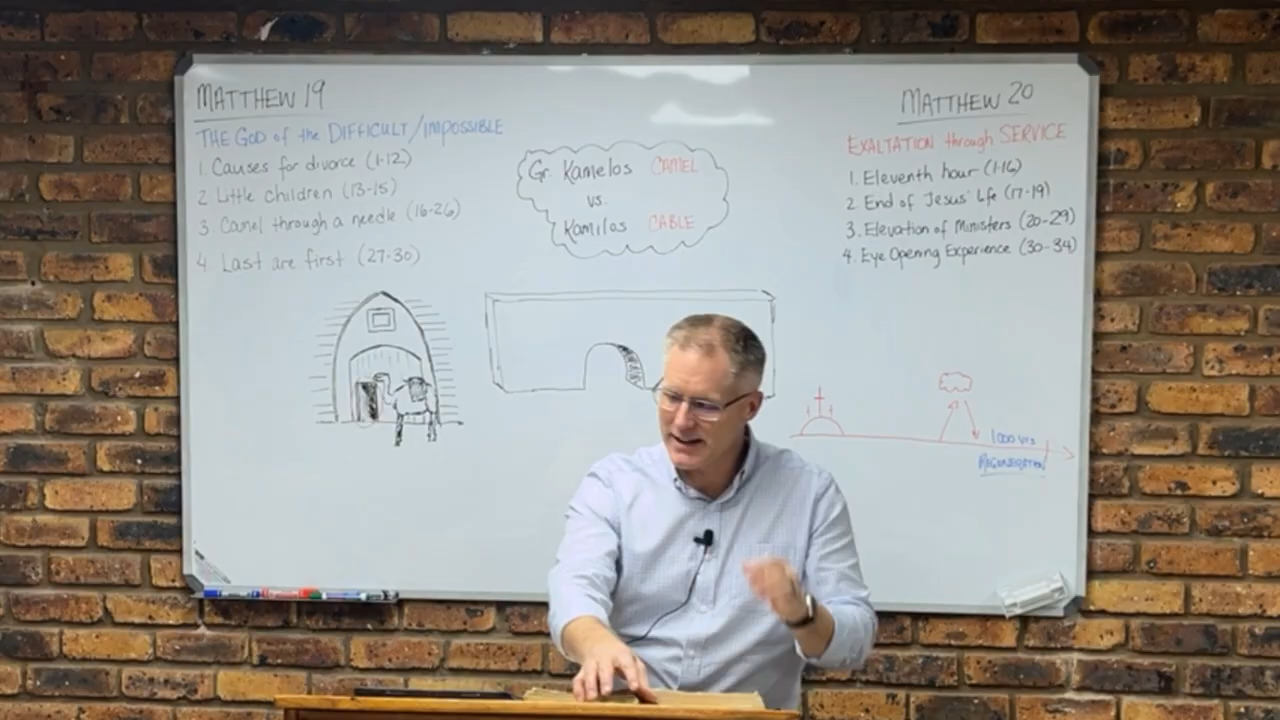 MATTHEW 19
THE GOD of the DIFFICULT/IMPOSSIBLE
1. Causes for divorce (1-12)
2. Little children (13-15)
3. Camel through a needle (16-26)
4. Last are first (27-30)
Gr. Kamelos CAMEL
vs.
Kamilos CABLE
MATTHEW 20
EXALTATION through SERVICE
1. Eleventh hour (1-16)
2. End of Jesus' life (17-19)
3. Elevation of Ministers (20-29)
4. Eye Opening Experience (30-34)
1000 yrs
REGENERATION